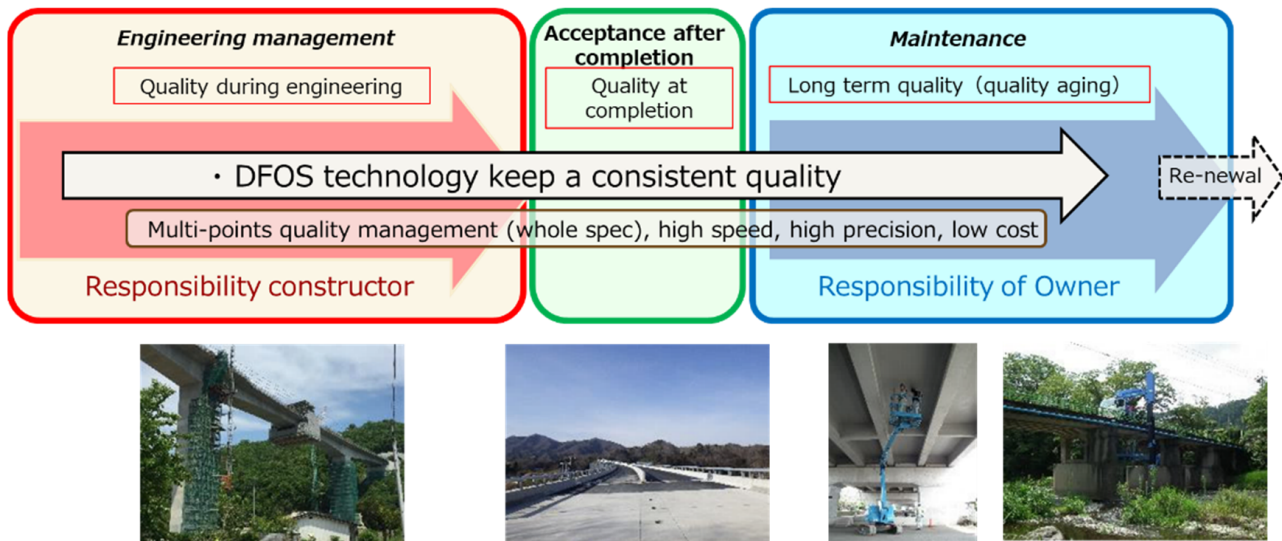 Engineering management
Acceptance after
completion
Maintenance
Quality during engineering
Quality at
completion
Long term quality（quality aging）
・DFOS technology keep a consistent quality
Re-newal
Multi-points quality management (whole spec), high speed, high precision, low cost
Responsibility constructor
Responsibility of Owner